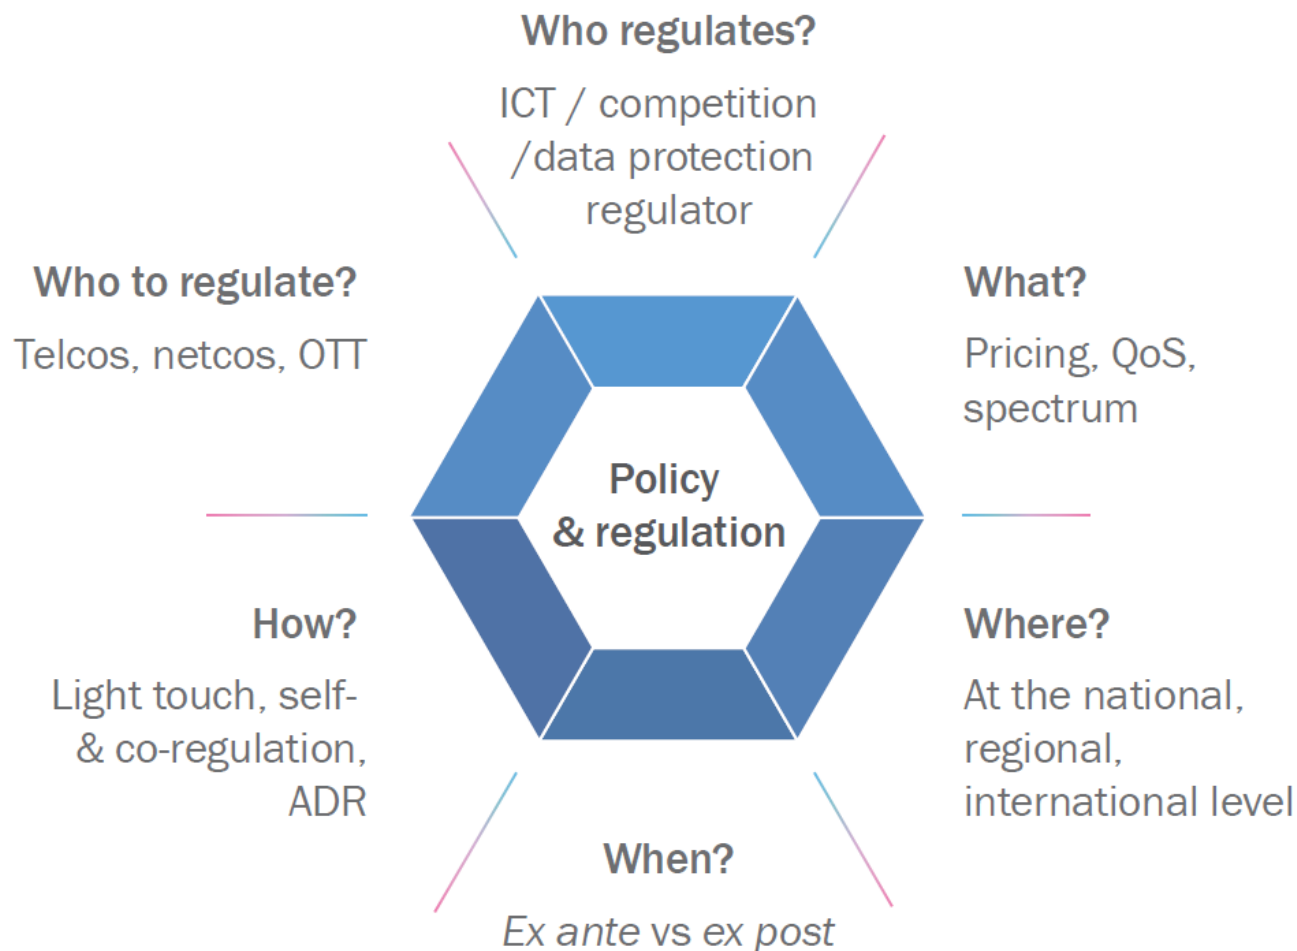 Who regulates?
ICT / competition
/data protection
regulator
Who to regulate?
Telcos, netcos, OTT
What?
Pricing, QoS,
spectrum
Policy
& regulation
How?
Light touch, self-
& co-regulation,
ADR
Where?
At the national,
regional,
international level
When?
Ex ante vs ex post